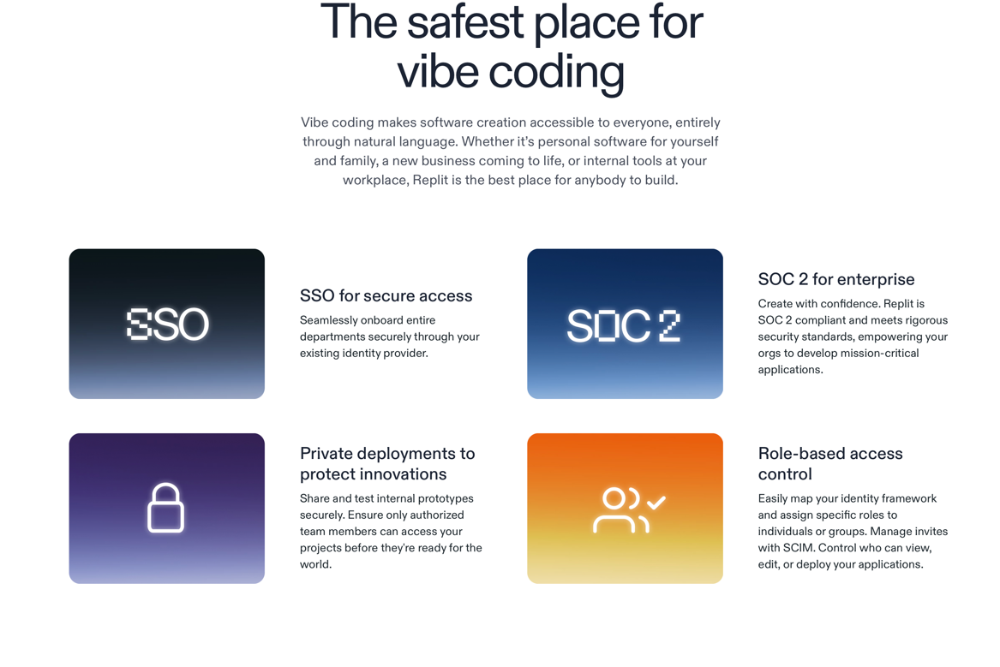 The safest place for
vibe coding
Vibe coding makes software creation accessible to everyone, entirely
through natural language. Whether it's personal software for yourself
and family, a new business coming to life, or internal tools at your
workplace, Replit is the best place for anybody to build.
SSO
SSO for secure access
Seamlessly onboard entire
departments securely through your
existing identity provider.
SOC 2
SOC 2 for enterprise
Create with confidence. Replit is
SOC 2 compliant and meets rigorous
security standards, empowering your
orgs to develop mission-critical
applications.
Private deployments to
protect innovations
Share and test internal prototypes
securely. Ensure only authorized
team members can access your
projects before they're ready for the
world.
Role-based access
control
Easily map your identity framework
and assign specific roles to
individuals or groups. Manage invites
with SCIM. Control who can view,
edit, or deploy your applications.